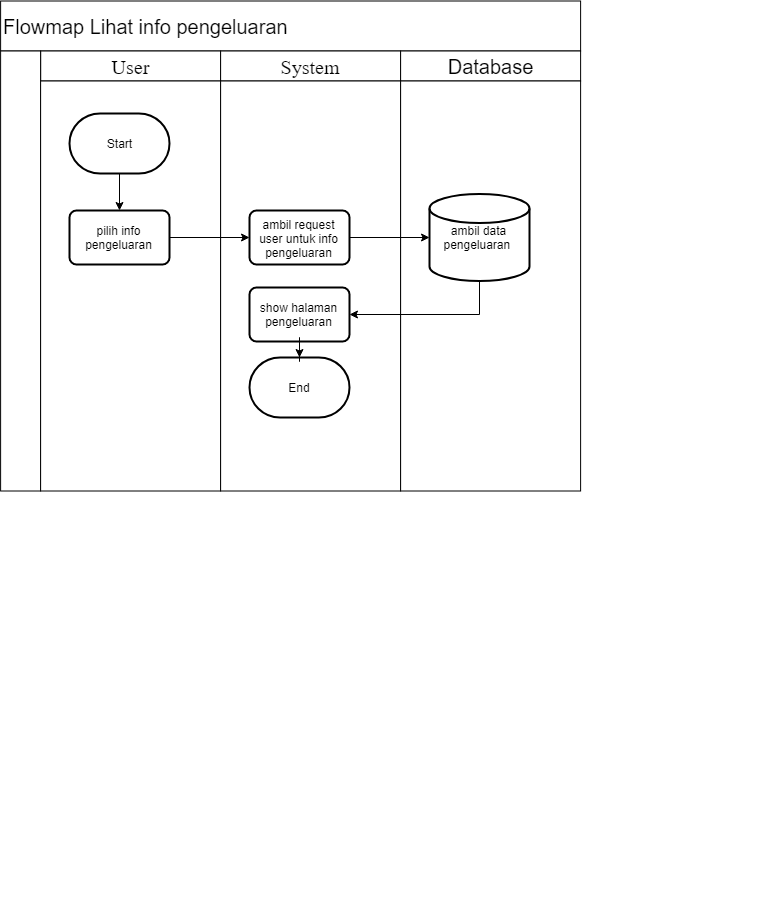 Flowmap Lihat info pengeluaran
User
System
Database
Start
pilih info
pengeluaran
ambil request
user untuk info
pengeluaran
ambil data
pengeluaran
show halaman
pengeluaran
End